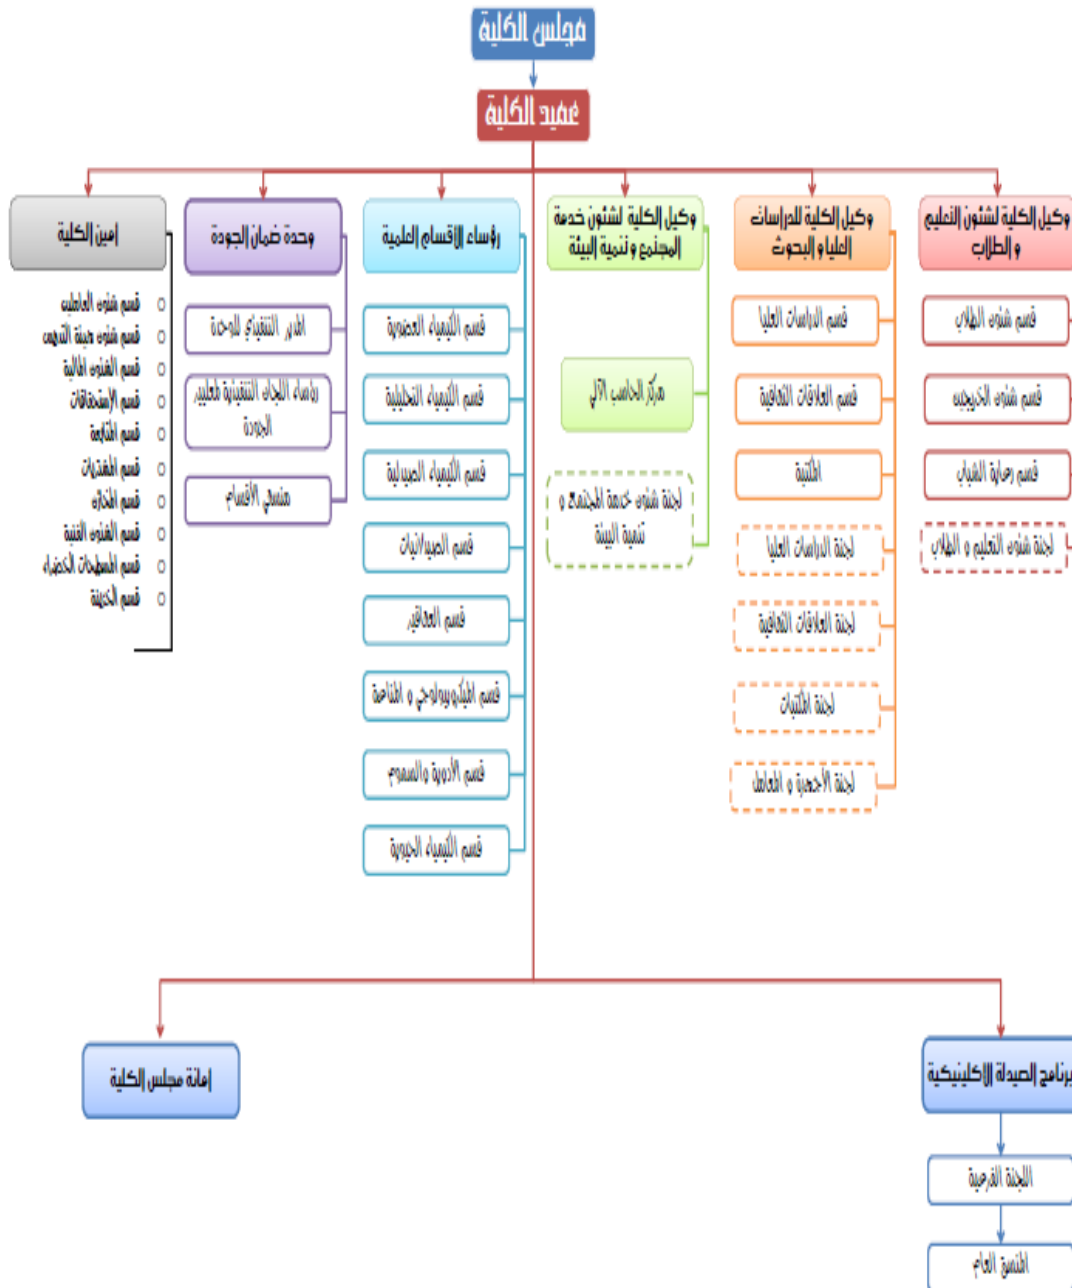 مجلس الكلية
عميد الكلية
وكيل الكلية لشئون التعليم
و الطلاب
قسم شئون الطلاب
قسم شئون الخريجين
قسم رعاية الشباب
لجنة شئون التعليم و الطلاب
وكيل الكلية للدراسات
العليا و البحوث
قسم الدراسات العليا
قسم العلاقات الثقافية
المكتبة
لجنة الدراسات العليا
لجنة العلاقات الثقافية
لجنة المكتبات
لجنة الأجهزة و المعامل
وكيل الكلية لشئون خدمة
المجتمع و تنمية البيئة
مركز الحاسب الآلي
لجنة شئون خدمة المجتمع و
تنمية البيئة
رؤساء الاقسام العلمية
قسم الكيمياء العضوية
قسم الكيمياء التحليلية
قسم الكيمياء الصيدلية
قسم الصيدلانيات
قسم العقاقير
قسم الميكروبيولوجي و المناعة
قسم الأدوية والسموم
قسم الكيمياء الحيوية
وحدة ضمان الجودة
المدير التنفيذي للوحدة
رؤساء اللجان التنفيذية لمعايير
الجودة
منسقي الأقسام
امين الكلية
قسم شئون العاملين
قسم شئون هيئة التدريس
قسم الشئون المالية
قسم الأستحقاقات
قسم المتابعة
قسم المشتريات
قسم المخازن
قسم الشئون الفنية
قسم المسطحات الخضراء
قسم الخزينة
برنامج الصيدلة الاكلينيكية
اللجنة الفرعية
المنسق العام
امانة مجلس الكلية